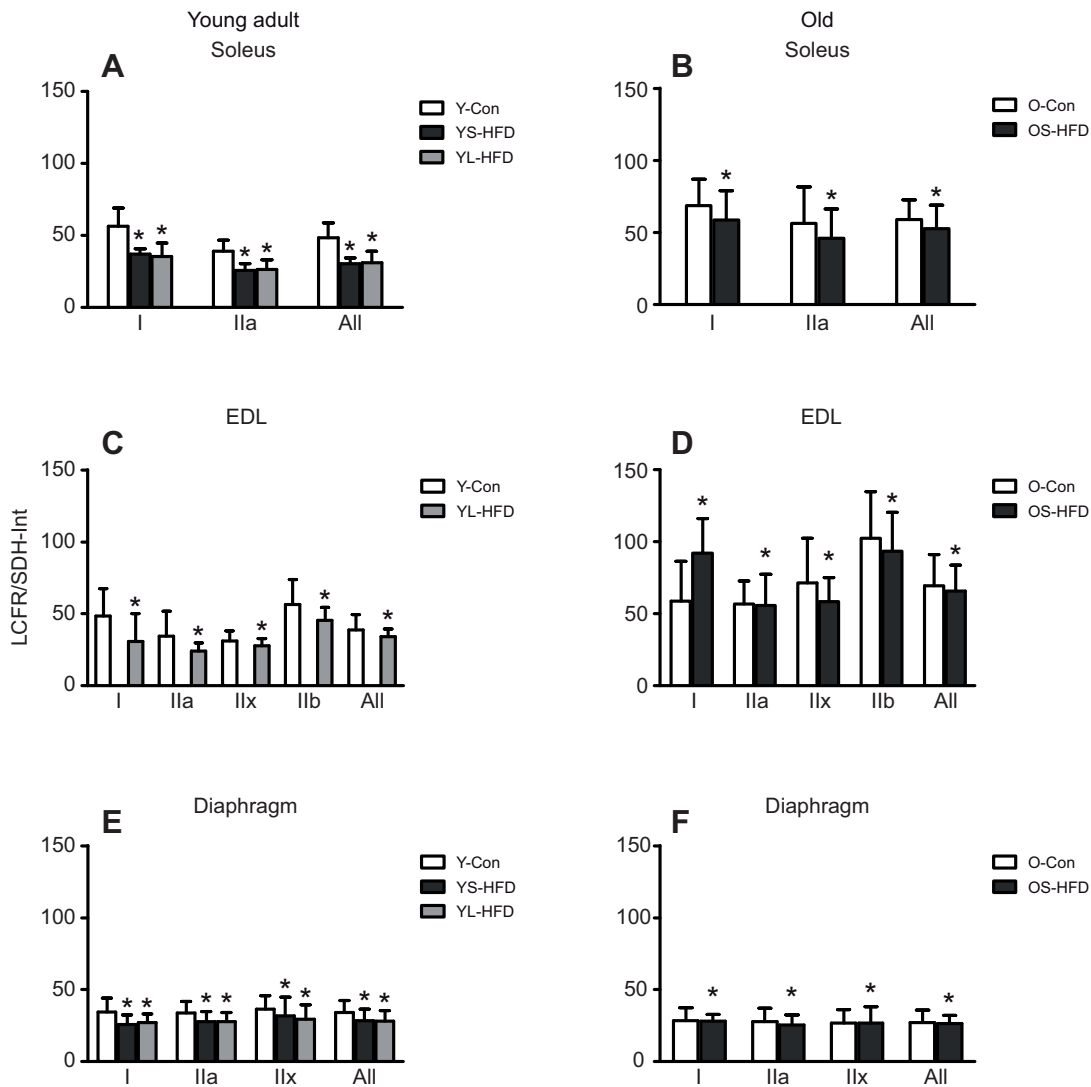 Young adult
Soleus
A
150
100
50
0
* * * * * *
I IIa All
Y-Con
YS-HFD
YL-HFD
Old
Soleus
B
150
100
50
0
* * *
I IIa All
O-Con
OS-HFD
LCFR/SDH-Int
EDL
C
150
100
50
0
* * * * *
I IIa IIx IIb All
Y-Con
YL-HFD
EDL
D
150
100
50
0
* * * * *
I IIa IIx IIb All
O-Con
OS-HFD
Diaphragm
E
150
100
50
0
* * * * * * * *
I IIa IIx All
Y-Con
YS-HFD
YL-HFD
Diaphragm
F
150
100
50
0
* * * *
I IIa IIx All
O-Con
OS-HFD